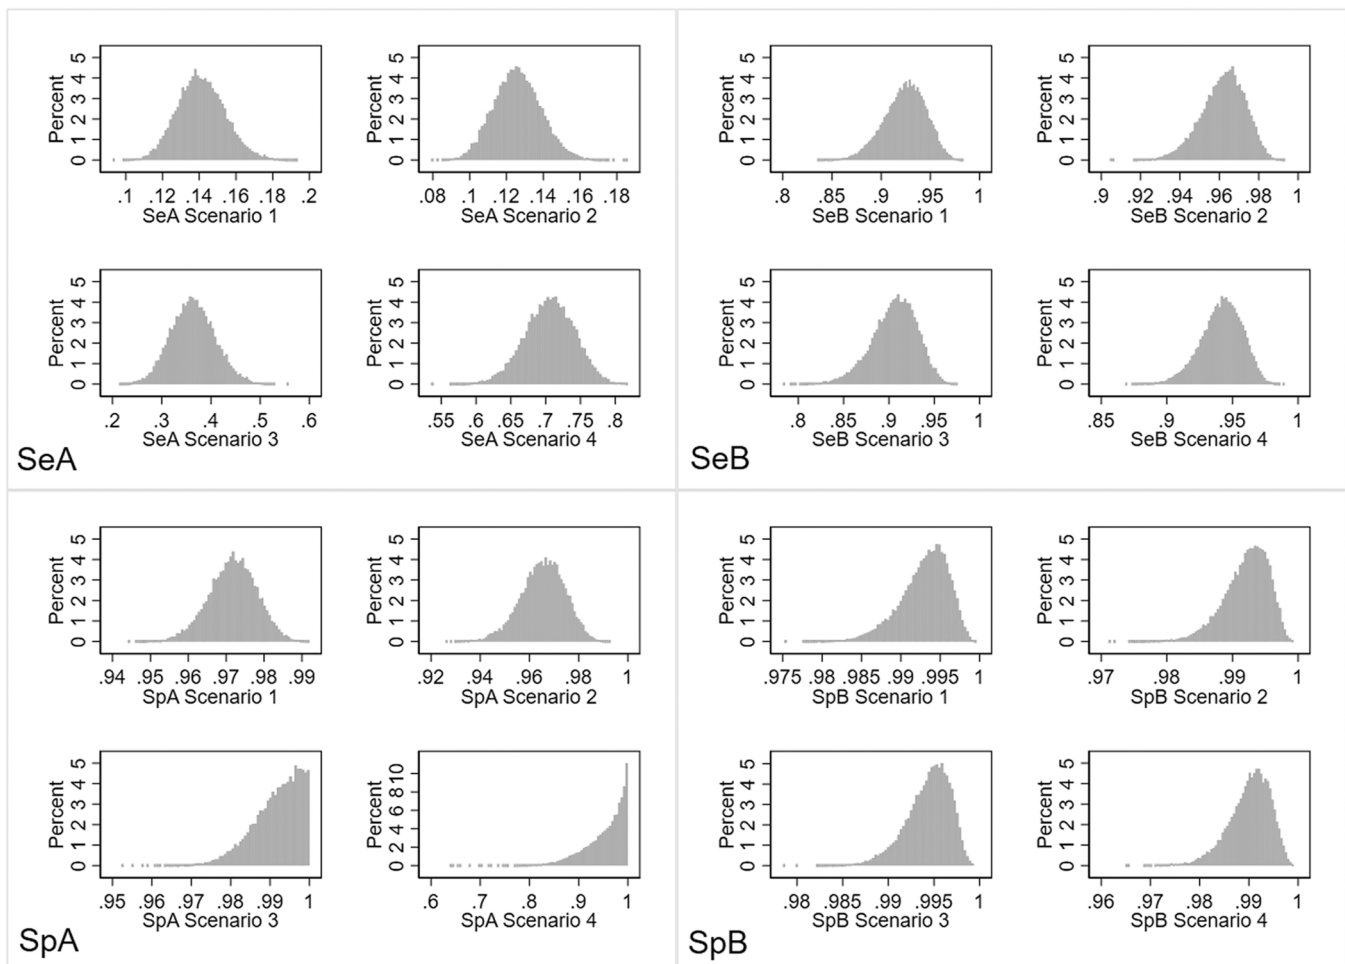 Percent
0 1 2 3 4 5
.1 .12 .14 .16 .18 .2
SeA Scenario 1
Percent
0 1 2 3 4 5
.08 .1 .12 .14 .16 .18
SeA Scenario 2
Percent
0 1 2 3 4 5
.2 .3 .4 .5 .6
SeA Scenario 3
Percent
0 1 2 3 4 5
.55 .6 .65 .7 .75 .8
SeA Scenario 4
SeA
Percent
0 1 2 3 4 5
.8 .85 .9 .95 1
SeB Scenario 1
Percent
0 1 2 3 4 5
.9 .92 .94 .96 .98 1
SeB Scenario 2
Percent
0 1 2 3 4 5
.8 .85 .9 .95 1
SeB Scenario 3
Percent
0 1 2 3 4 5
.85 .9 .95 1
SeB Scenario 4
SeB
Percent
0 1 2 3 4 5
.94 .95 .96 .97 .98 .99
SpA Scenario 1
Percent
0 1 2 3 4 5
.92 .94 .96 .98 1
SpA Scenario 2
Percent
0 1 2 3 4 5
.95 .96 .97 .98 .99 1
SpA Scenario 3
Percent
0 2 4 6 8 10
.6 .7 .8 .9 1
SpA Scenario 4
SpA
Percent
0 1 2 3 4 5
.975 .98 .985 .99 .995 1
SpB Scenario 1
Percent
0 1 2 3 4 5
.97 .98 .99 1
SpB Scenario 2
Percent
0 1 2 3 4 5
.98 .985 .99 .995 1
SpB Scenario 3
Percent
0 1 2 3 4 5
.96 .97 .98 .99 1
SpB Scenario 4
SpB